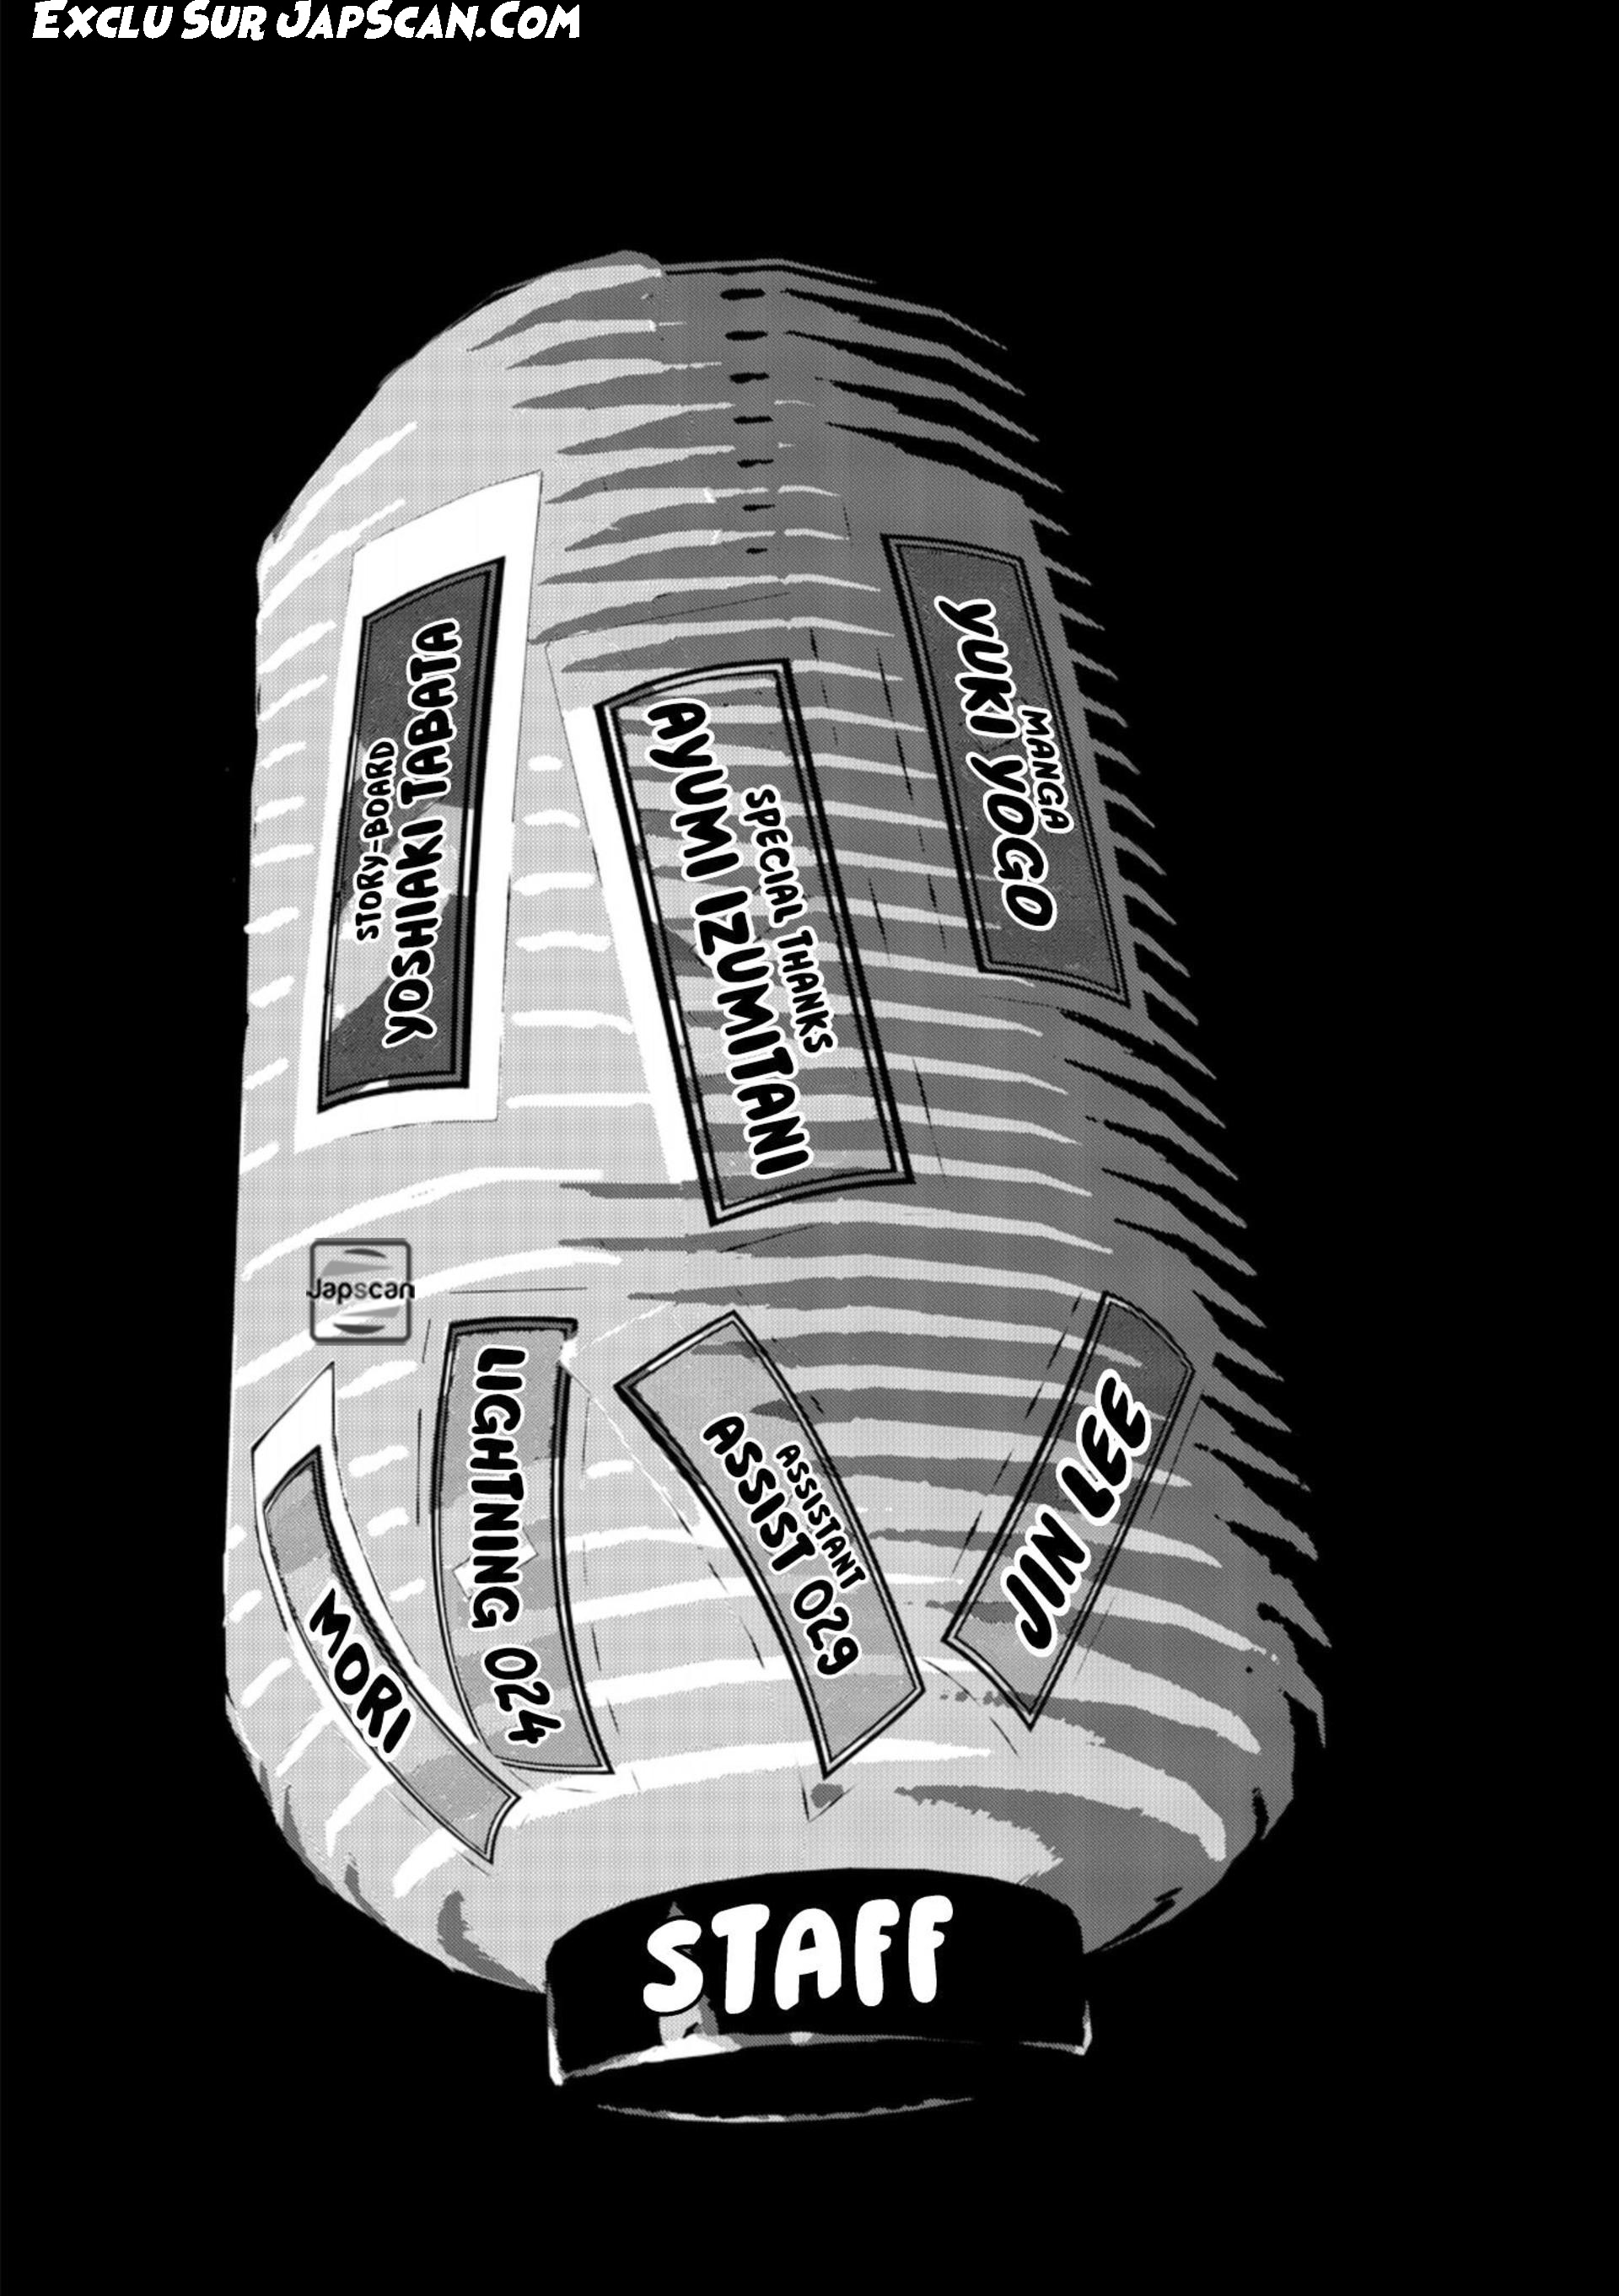 EXCLU SUR JAPSCAN.COM
MANGA
YUKI YOGO
STORY-BOARD
YOSHIAKI TABATA
SPECIAL THANKS
AYUMI IZUMITANI
Japscan
JIN LEE
ASSISTANT
ASSIST 029
LIGHTNING 024
MORI
STAFF